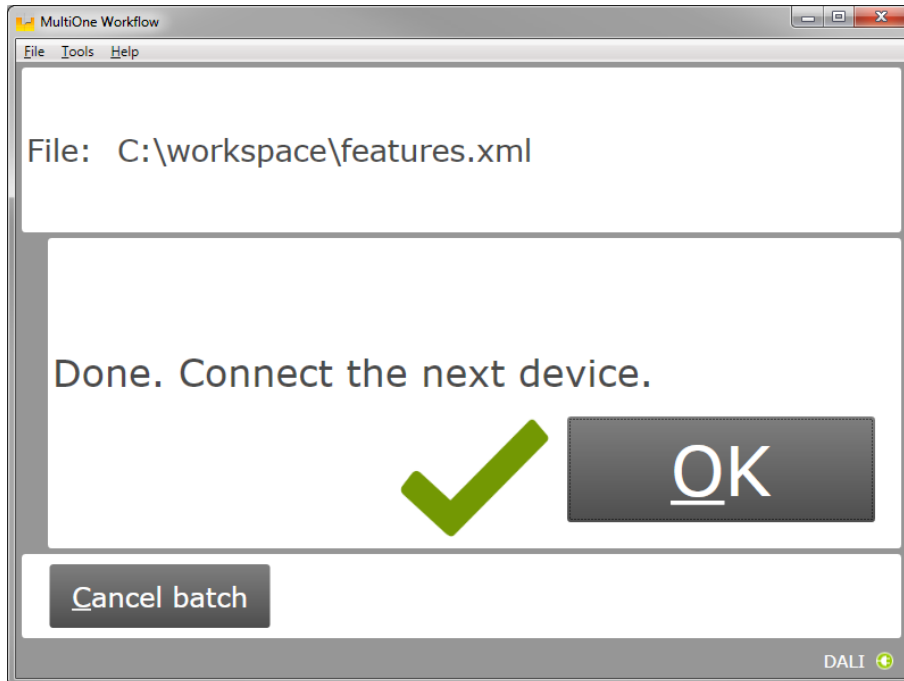 MultiOne Workflow
File Tools Help
File: C:\workspace\features.xml
Done. Connect the next device.
OK
Cancel batch
DALI